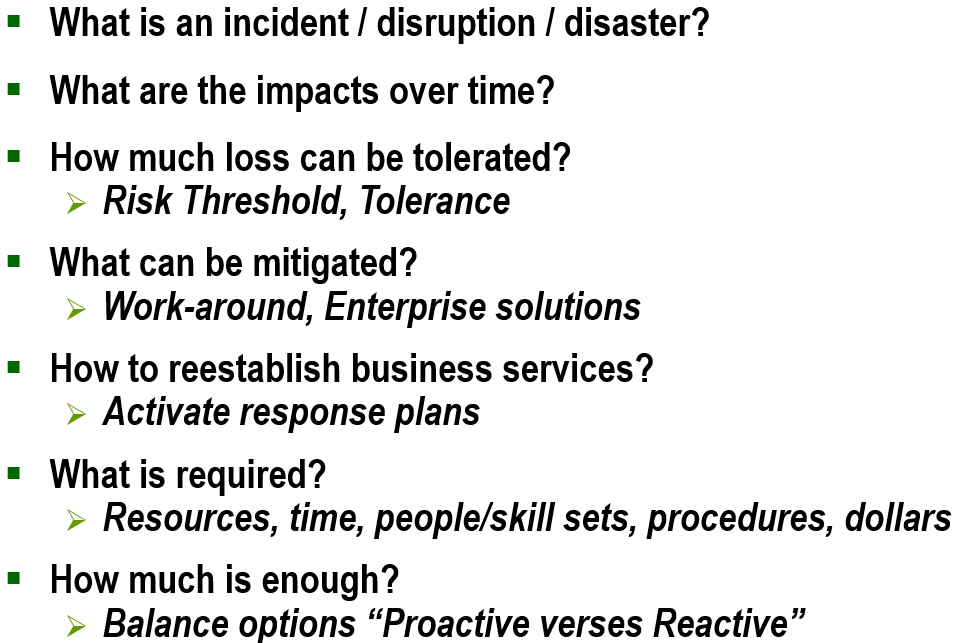 What is an incident / disruption / disaster?
What are the impacts over time?
How much loss can be tolerated?
Risk Threshold, Tolerance
What can be mitigated?
Work-around, Enterprise solutions
How to reestablish business services?
Activate response plans
What is required?
Resources, time, people/skill sets, procedures, dollars
How much is enough?
Balance options “Proactive verses Reactive”